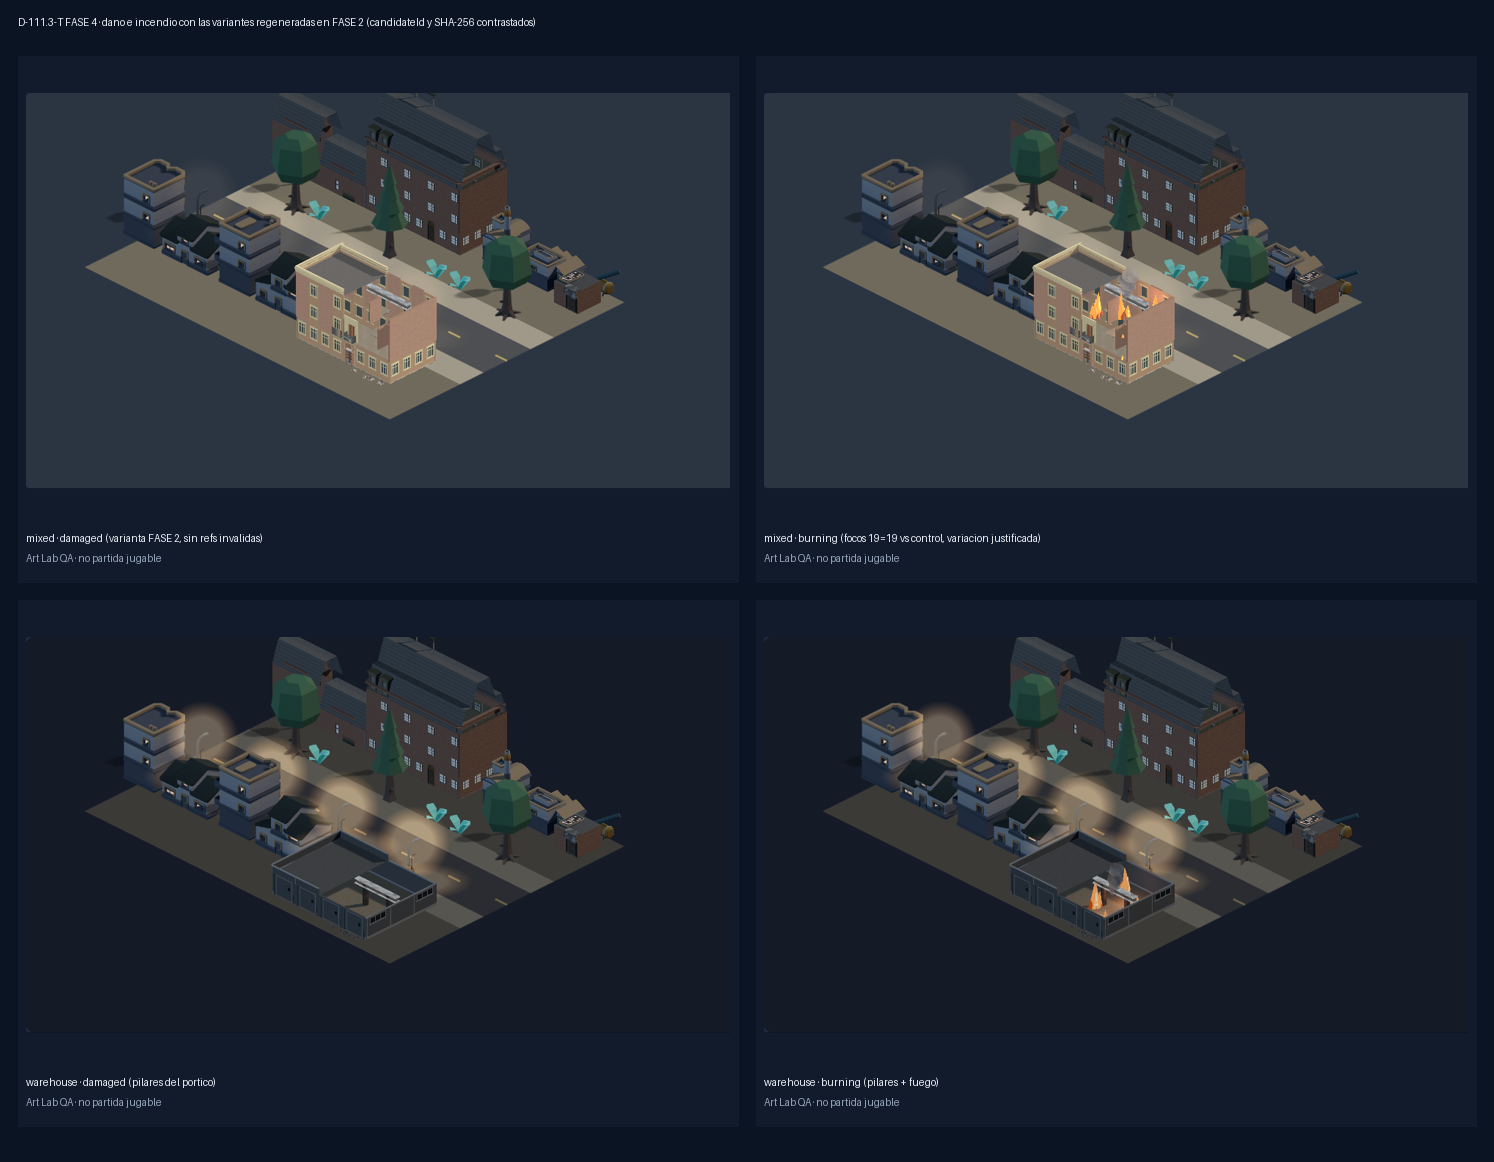 D-111.3-T FASE 4 · dano e incendio con las variantes regeneradas en FASE 2 (candidateId y SHA-256 contrastados)
mixed · damaged (varianta FASE 2, sin refs invalidas)
Art Lab QA · no partida jugable
mixed · burning (focos 19=19 vs control, variacion justificada)
Art Lab QA · no partida jugable
warehouse · damaged (pilares del portico)
Art Lab QA · no partida jugable
warehouse · burning (pilares + fuego)
Art Lab QA · no partida jugable